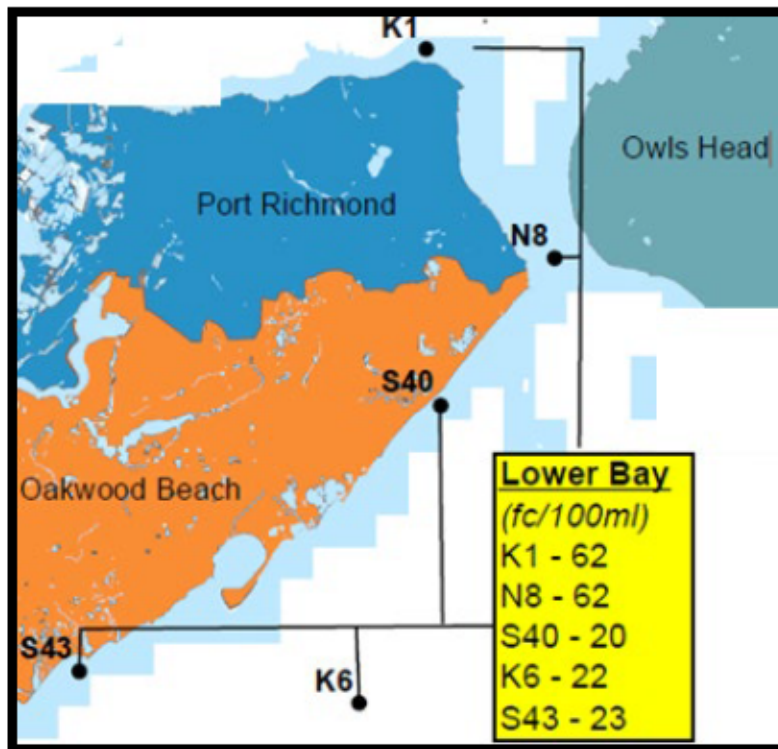 K1
Owls Head
Port Richmond
N8
S40
Oakwood Beach
Lower Bay
(fc/100ml)
K1 - 62
N8 - 62
S40 - 20
K6 - 22
S43 - 23
S43
K6